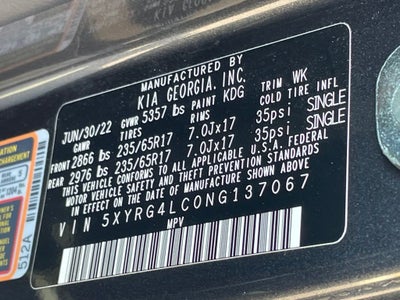 MANUFACTURED BY
KIA GEORGIA, INC.
JUN/30/22 GVWR 5357 lbs PAINT KDG TRIM WK
GAWR TIRES COLD TIRE INFL
FRONT 2866 lbs 235/65R17 7.0Jx17 35psi SINGLE
REAR 2976 lbs 235/65R17 7.0Jx17 35psi SINGLE
THIS VEHICLE CONFORMS TO ALL APPLICABLE U.S.A. FEDERAL
MOTOR VEHICLE SAFETY AND THEFT PREVENTION STANDARDS
IN EFFECT ON THE DATE OF MANUFACTURE SHOWN ABOVE
VIN 5XYRG4LC0NG137067
MPV
512A